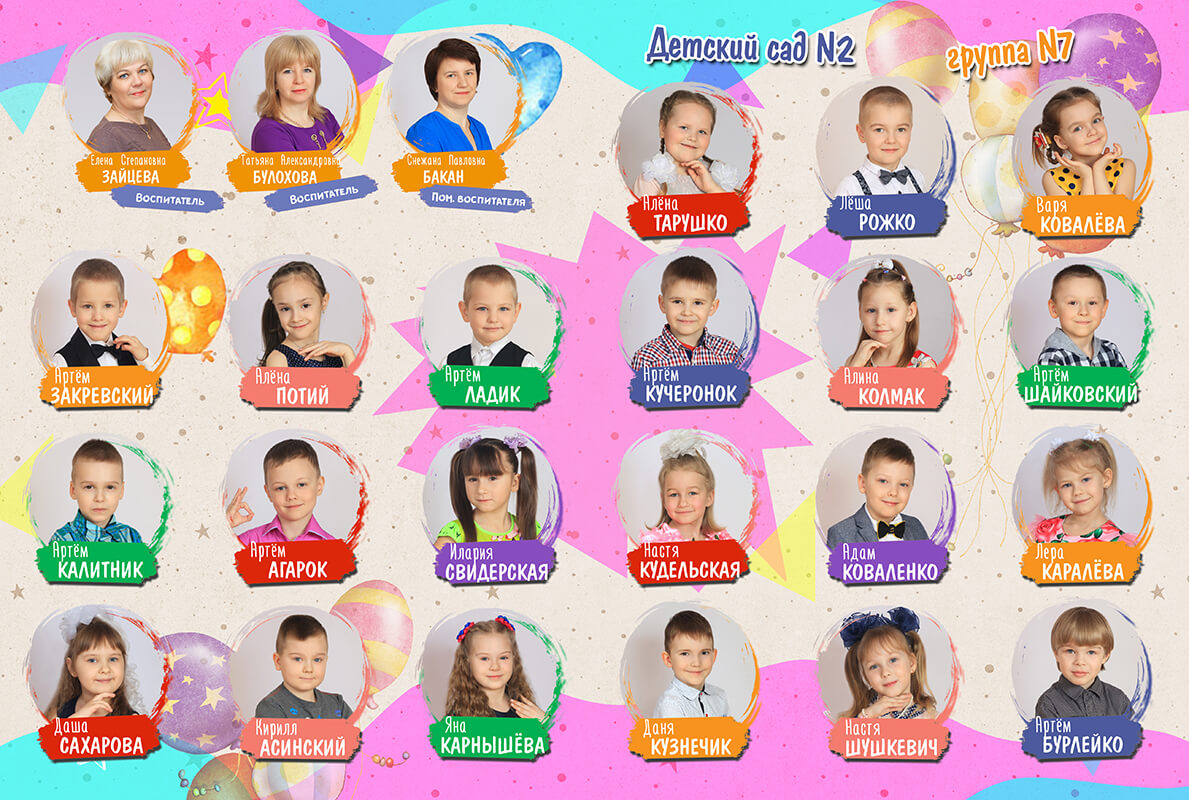 Детский сад N2
группа N7
Елена Степановна
ЗАЙЦЕВА
Воспитатель
Татьяна Александровна
БУЛОХОВА
Воспитатель
Снежана Павловна
БАКАН
Пом. воспитателя
Алёна
ТАРУШКО
Лёша
РОЖКО
Варя
КОВАЛЁВА
Артём
ЗАКРЕВСКИЙ
Алёна
ПОТИЙ
Артём
ЛАДИК
Артём
КУЧЕРОНОК
Алина
КОЛМАК
Артём
ШАЙКОВСКИЙ
Артём
КАЛИТНИК
Артём
АГАРОК
Илария
СВИДЕРСКАЯ
Настя
КУДЕЛЬСКАЯ
Адам
КОВАЛЕНКО
Лера
КАРАЛЁВА
Даша
САХАРОВА
Кирилл
АСИНСКИЙ
Яна
КАРНЫШЁВА
Даня
КУЗНЕЧИК
Настя
ШУШКЕВИЧ
Артём
БУРЛЕЙКО